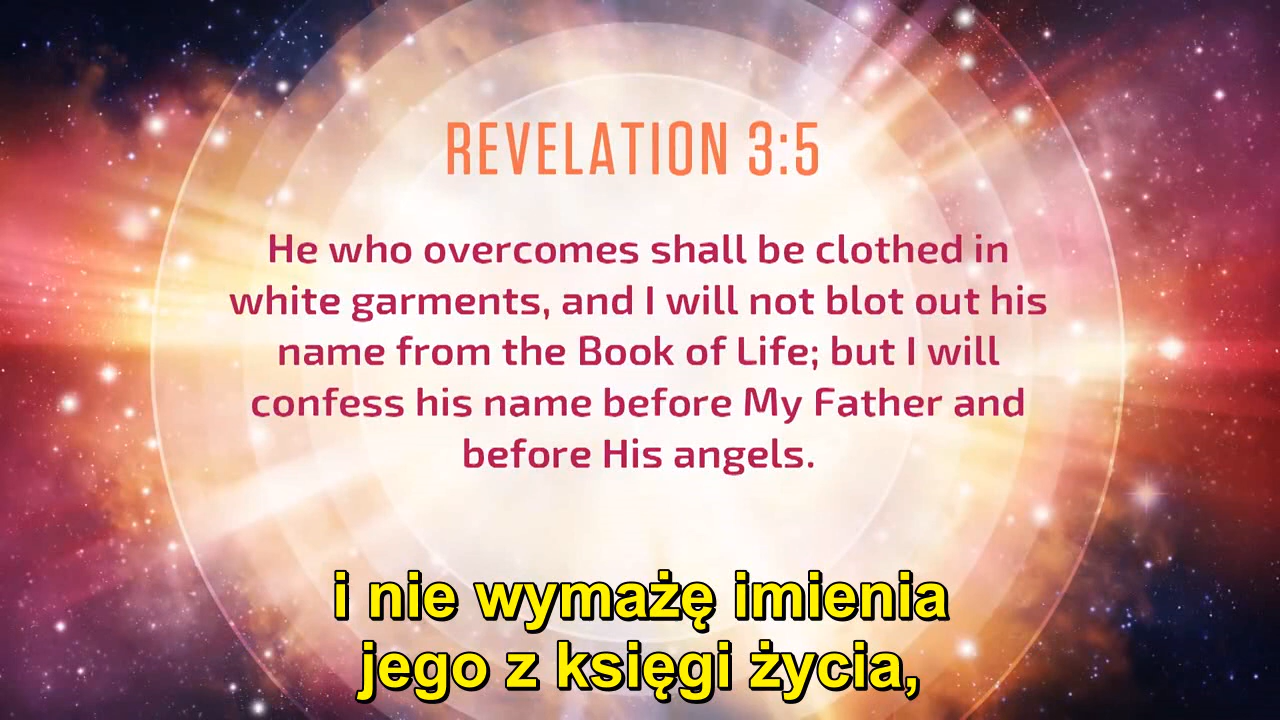 REVELATION 3:5
He who overcomes shall be clothed in
white garments, and I will not blot out his
name from the Book of Life; but I will
confess his name before My Father and
before His angels.
i nie wymażę imienia
jego z księgi życia,